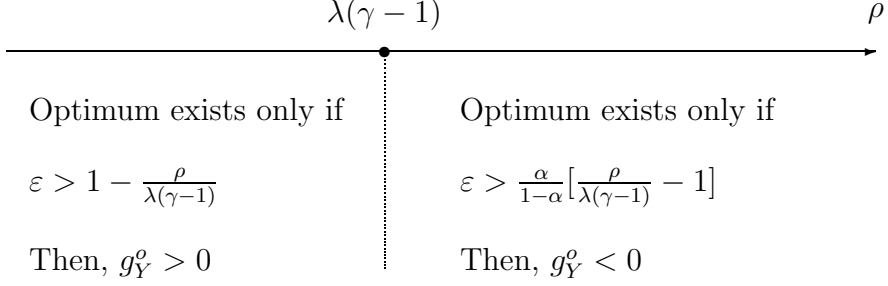 λ(γ − 1)
ρ
Optimum exists only if
ε > 1 − ρ/λ(γ−1)
Then, g_Y^o > 0
Optimum exists only if
ε > α/1−α [ρ/λ(γ−1) − 1]
Then, g_Y^o < 0